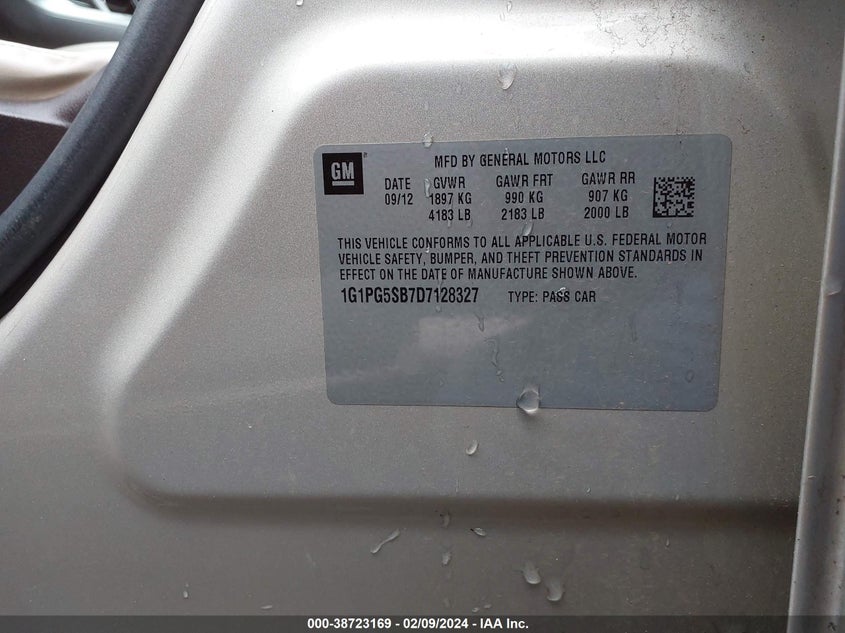 GM
MFD BY GENERAL MOTORS LLC
DATE GVWR GAWR FRT GAWR RR
09/12 1897 KG 990 KG 907 KG
4183 LB 2183 LB 2000 LB
THIS VEHICLE CONFORMS TO ALL APPLICABLE U.S. FEDERAL MOTOR
VEHICLE SAFETY, BUMPER, AND THEFT PREVENTION STANDARDS IN
EFFECT ON THE DATE OF MANUFACTURE SHOWN ABOVE.
1G1PG5SB7D7128327 TYPE: PASS CAR
000-38723169 - 02/09/2024 - IAA Inc.